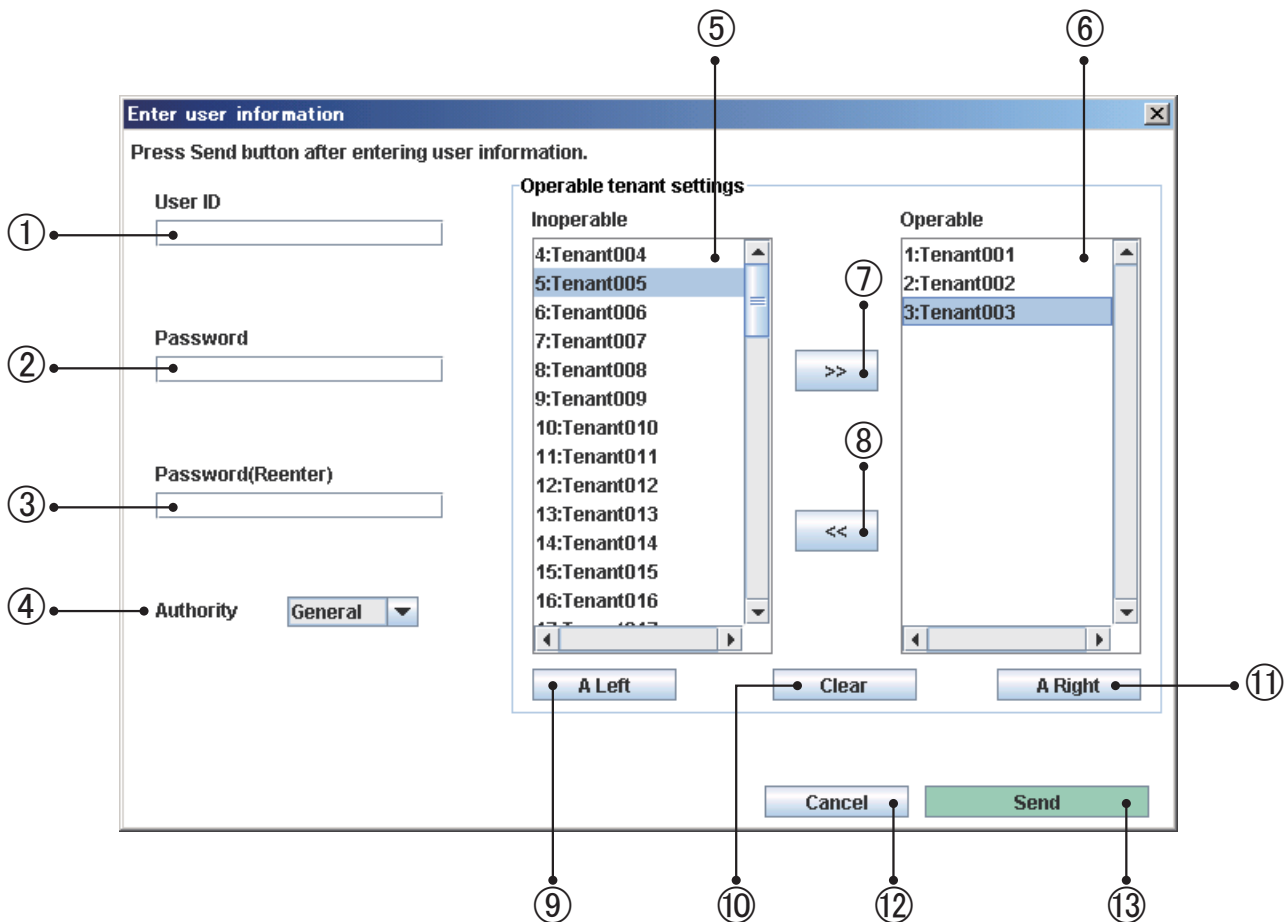 ⑤
⑥
Enter user information
Press Send button after entering user information.
Operable tenant settings
User ID
①
Inoperable
Operable
4:Tenant004
5:Tenant005
6:Tenant006
7:Tenant007
8:Tenant008
9:Tenant009
10:Tenant010
11:Tenant011
12:Tenant012
13:Tenant013
14:Tenant014
15:Tenant015
16:Tenant016
1:Tenant001
2:Tenant002
3:Tenant003
⑦
>>
⑧
<<
Password
②
Password(Reenter)
③
④
Authority
General
A Left
Clear
A Right
⑪
Cancel
Send
⑨
⑩
⑫
⑬